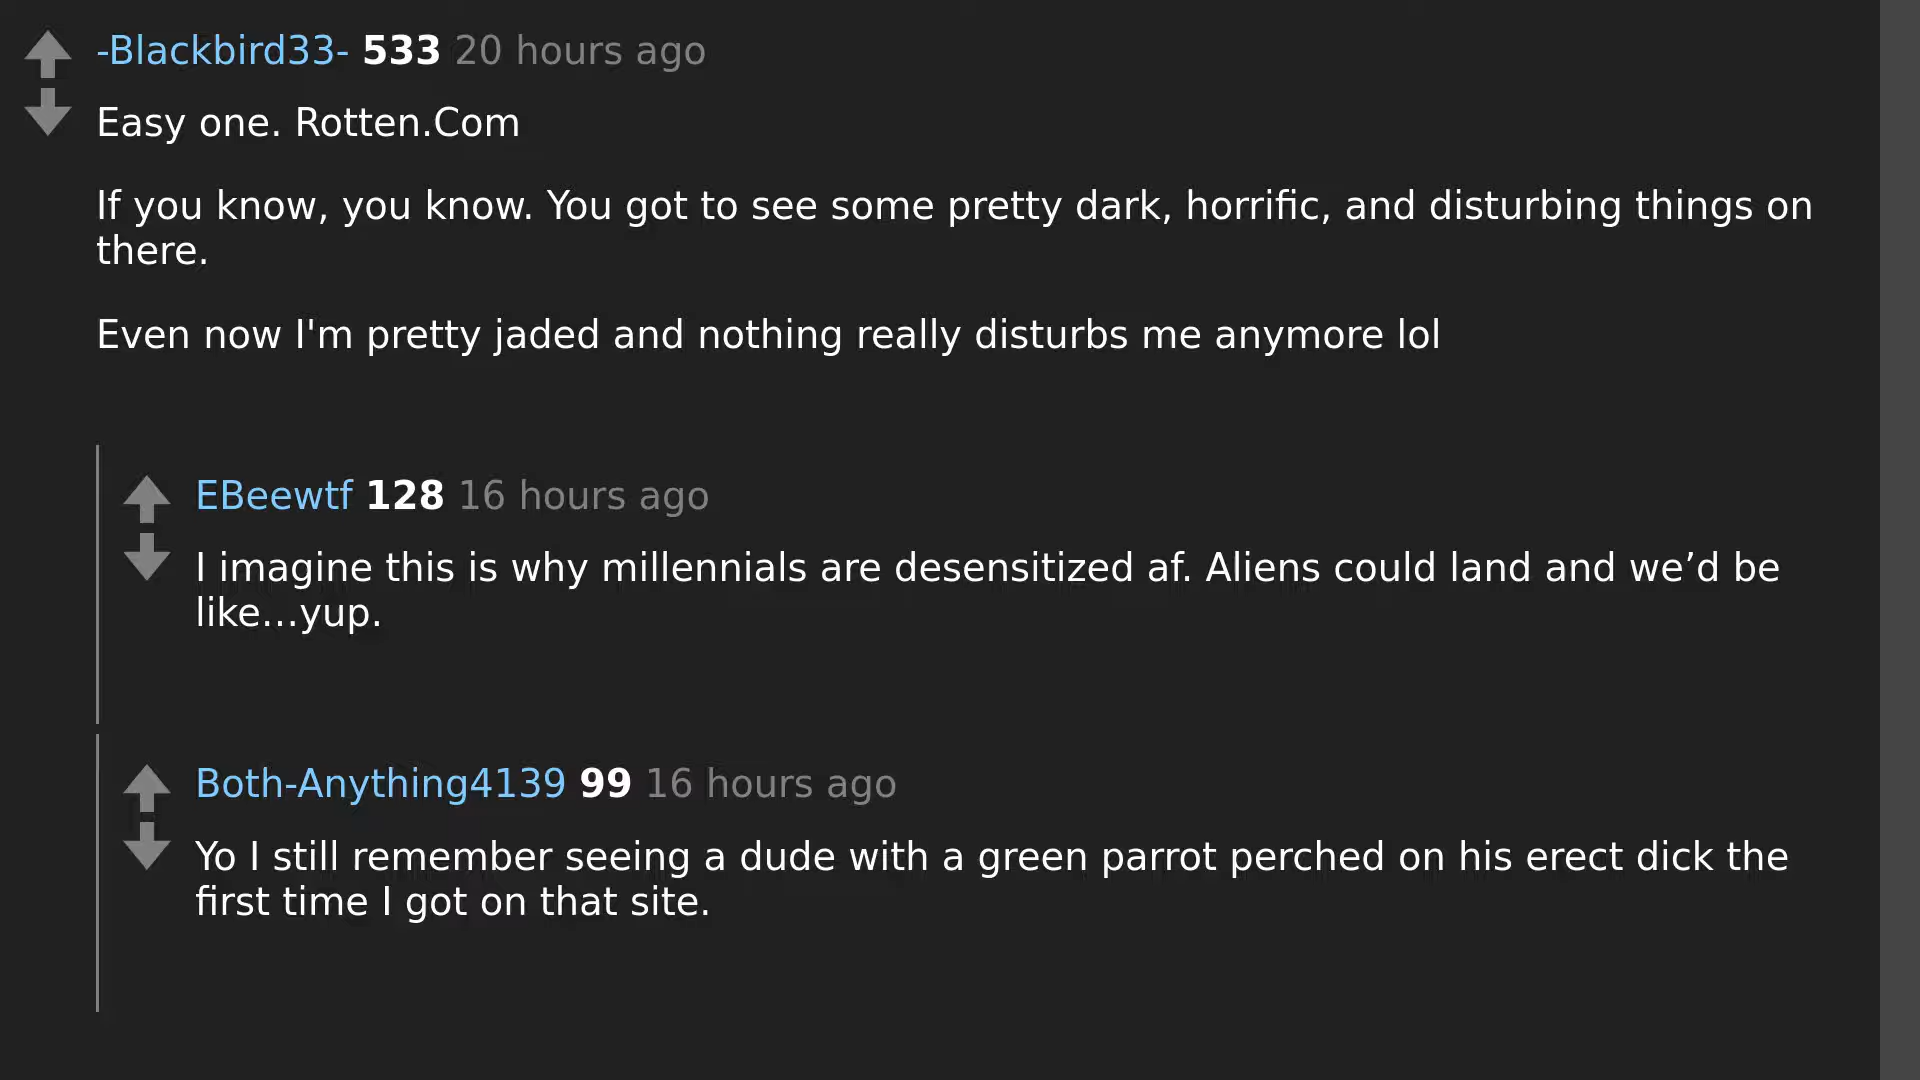 -Blackbird33- 533 20 hours ago
Easy one. Rotten.Com
If you know, you know. You got to see some pretty dark, horrific, and disturbing things on
there.
Even now I'm pretty jaded and nothing really disturbs me anymore lol
EBeewtf 128 16 hours ago
I imagine this is why millennials are desensitized af. Aliens could land and we’d be
like…yup.
Both-Anything4139 99 16 hours ago
Yo I still remember seeing a dude with a green parrot perched on his erect dick the
first time I got on that site.